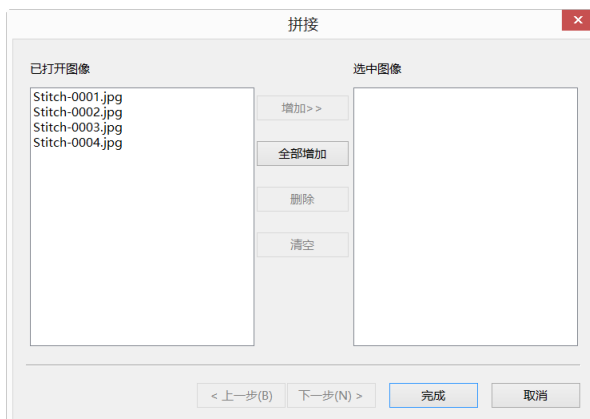 拼接
已打开图像
选中图像
Stitch-0001.jpg
Stitch-0002.jpg
Stitch-0003.jpg
Stitch-0004.jpg
增加>>
全部增加
删除
清空
< 上一步(B)
下一步(N) >
完成
取消